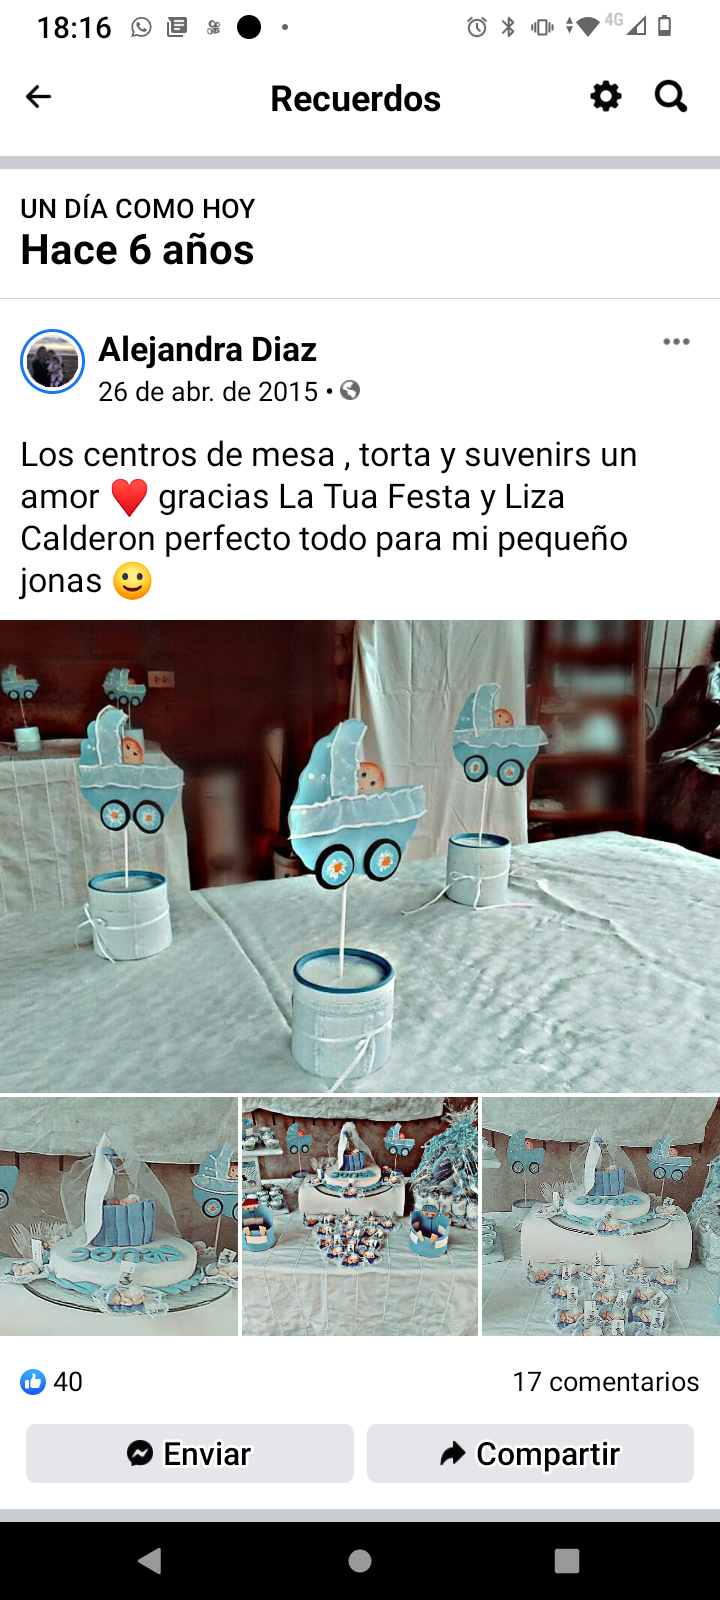 18:16
4G
Recuerdos
UN DÍA COMO HOY
Hace 6 años
Alejandra Diaz
26 de abr. de 2015 •
Los centros de mesa , torta y suvenirs un
amor ♥️ gracias La Tua Festa y Liza
Calderon perfecto todo para mi pequeño
jonas 🙂
40
17 comentarios
Enviar
Compartir